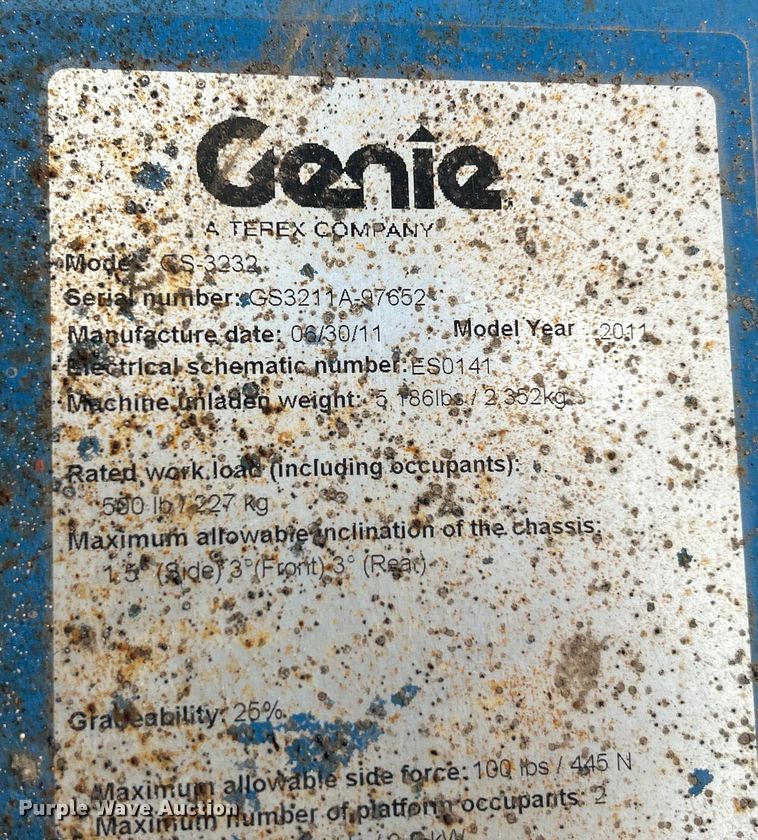 Genie
A TEREX COMPANY
Model: GS-3232
Serial number: GS3211A-97652
Manufacture date: 06/30/11 Model Year : 2011
Electrical schematic number: ES0141
Machine unladen weight: 5,186lbs / 2,352kg
Rated work load (including occupants):
500 lb / 227 kg
Maximum allowable inclination of the chassis:
1.5° (Side) 3°(Front) 3° (Rear)
Gradeability: 25%
Maximum allowable side force: 100 lbs / 445 N
Maximum number of platform occupants: 2
Purple Wave Auction